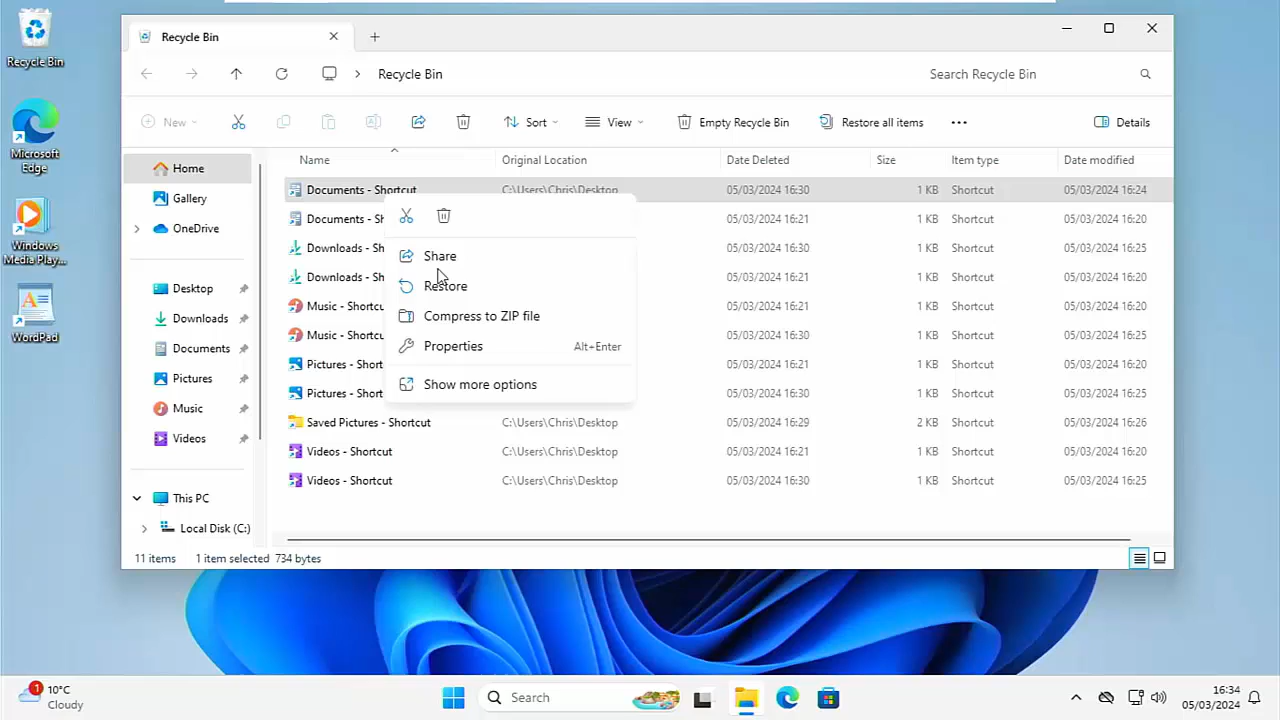 Recycle Bin
Microsoft
Edge
Windows
Media Play...
WordPad
Recycle Bin
Recycle Bin
Search Recycle Bin
New
Sort
View
Empty Recycle Bin
Restore all items
Details
Home
Gallery
OneDrive
Desktop
Downloads
Documents
Pictures
Music
Videos
This PC
Local Disk (C:)
Name Original Location Date Deleted Size Item type Date modified
Documents - Shortcut C:\Users\Chris\Desktop 05/03/2024 16:30 1 KB Shortcut 05/03/2024 16:24
Documents - Sh 05/03/2024 16:21 1 KB Shortcut 05/03/2024 16:20
Downloads - Sh 05/03/2024 16:30 1 KB Shortcut 05/03/2024 16:25
Downloads - Sh 05/03/2024 16:21 1 KB Shortcut 05/03/2024 16:20
Music - Shortcu 05/03/2024 16:21 1 KB Shortcut 05/03/2024 16:20
Music - Shortcu 05/03/2024 16:30 1 KB Shortcut 05/03/2024 16:25
Pictures - Short 05/03/2024 16:21 1 KB Shortcut 05/03/2024 16:20
Pictures - Short 05/03/2024 16:30 1 KB Shortcut 05/03/2024 16:25
Saved Pictures - Shortcut C:\Users\Chris\Desktop 05/03/2024 16:29 2 KB Shortcut 05/03/2024 16:26
Videos - Shortcut C:\Users\Chris\Desktop 05/03/2024 16:21 1 KB Shortcut 05/03/2024 16:20
Videos - Shortcut C:\Users\Chris\Desktop 05/03/2024 16:30 1 KB Shortcut 05/03/2024 16:25
Share
Restore
Compress to ZIP file
Properties Alt+Enter
Show more options
11 items 1 item selected 734 bytes
1
10°C
Cloudy
Search
16:34
05/03/2024